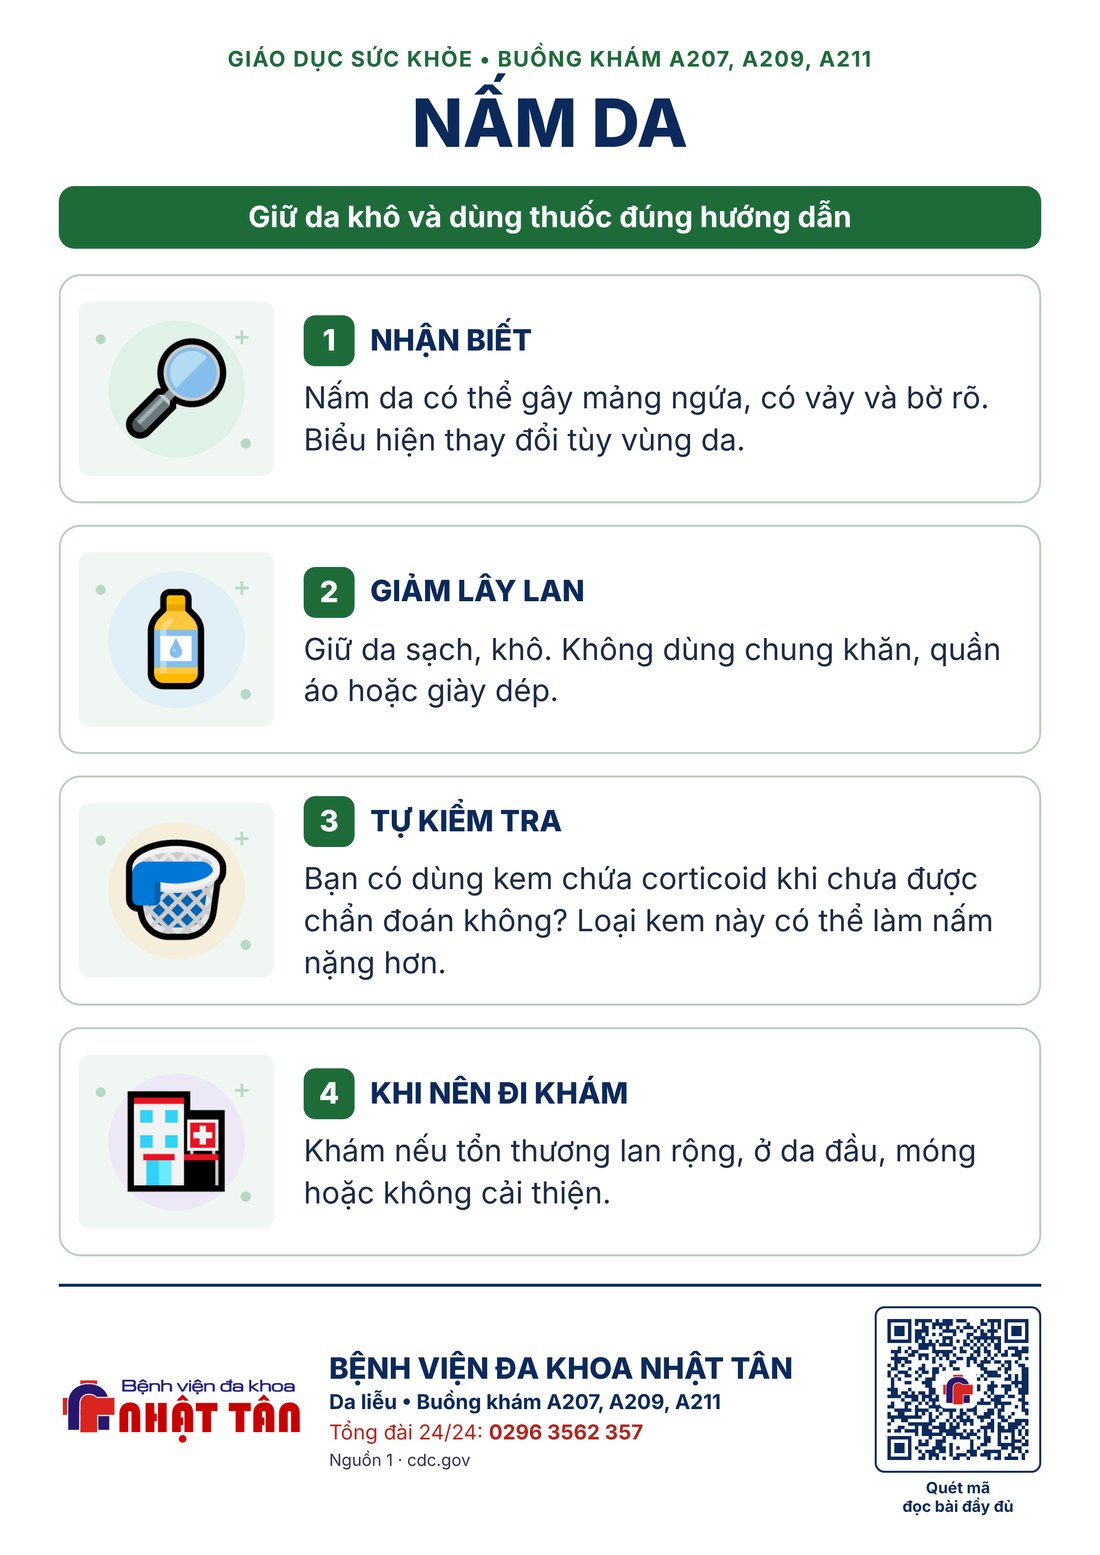 GIÁO DỤC SỨC KHỎE • BUỒNG KHÁM A207, A209, A211
NẤM DA
Giữ da khô và dùng thuốc đúng hướng dẫn
1 NHẬN BIẾT
Nấm da có thể gây mảng ngứa, có vảy và bờ rõ.
Biểu hiện thay đổi tùy vùng da.
2 GIẢM LÂY LAN
Giữ da sạch, khô. Không dùng chung khăn, quần
áo hoặc giày dép.
3 TỰ KIỂM TRA
Bạn có dùng kem chứa corticoid khi chưa được
chẩn đoán không? Loại kem này có thể làm nấm
nặng hơn.
4 KHI NÊN ĐI KHÁM
Khám nếu tổn thương lan rộng, ở da đầu, móng
hoặc không cải thiện.
Bệnh viện đa khoa
NHẬT TÂN
BỆNH VIỆN ĐA KHOA NHẬT TÂN
Da liễu • Buồng khám A207, A209, A211
Tổng đài 24/24: 0296 3562 357
Nguồn 1 · cdc.gov
Quét mã
đọc bài đầy đủ